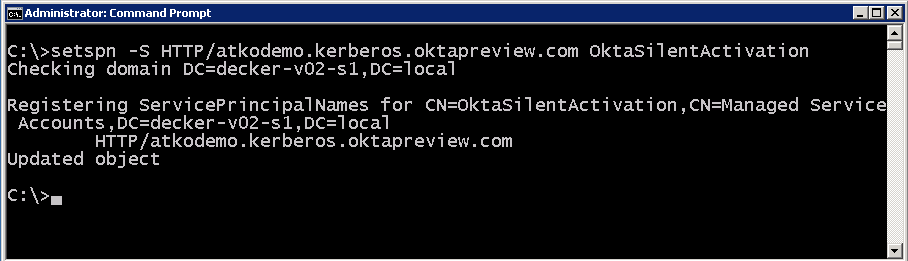 Administrator: Command Prompt
C:\>setspn -S HTTP/atkodemo.kerberos.oktapreview.com OktaSilentActivation
Checking domain DC=decker-v02-s1,DC=local
Registering ServicePrincipalNames for CN=OktaSilentActivation,CN=Managed Service
Accounts,DC=decker-v02-s1,DC=local
HTTP/atkodemo.kerberos.oktapreview.com
Updated object
C:\>